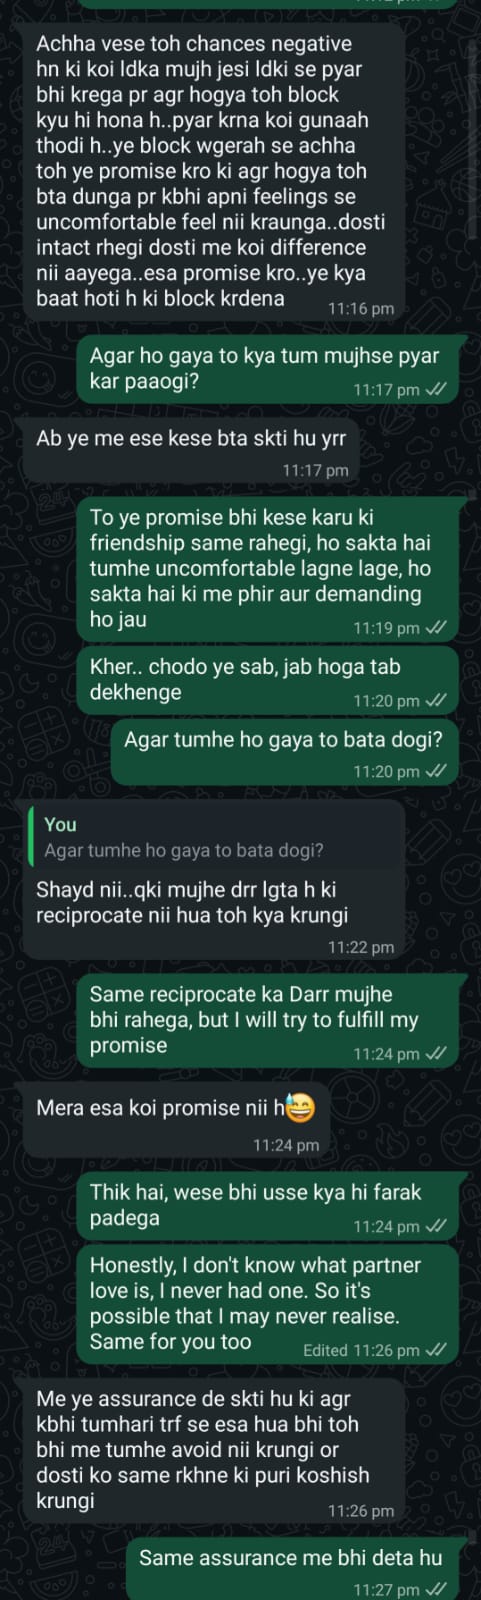 Achha vese toh chances negative
hn ki koi ldka mujh jesi ldki se pyar
bhi krega pr agr hogya toh block
kyu hi hona h..pyar krna koi gunaah
thodi h..ye block wgerah se achha
toh ye promise kro ki agr hogya toh
bta dunga pr kbhi apni feelings se
uncomfortable feel nii kraunga..dosti
intact rhegi dosti me koi difference
nii aayega..esa promise kro..ye kya
baat hoti h ki block krdena
11:16 pm
Agar ho gaya to kya tum mujhse pyar
kar paaogi?
11:17 pm
Ab ye me ese kese bta skti hu yrr
11:17 pm
To ye promise bhi kese karu ki
friendship same rahegi, ho sakta hai
tumhe uncomfortable lagne lage, ho
sakta hai ki me phir aur demanding
ho jau
11:19 pm
Kher.. chodo ye sab, jab hoga tab
dekhenge
11:20 pm
Agar tumhe ho gaya to bata dogi?
11:20 pm
You
Agar tumhe ho gaya to bata dogi?
Shayd nii..qki mujhe drr lgta h ki
reciprocate nii hua toh kya krungi
11:22 pm
Same reciprocate ka Darr mujhe
bhi rahega, but I will try to fulfill my
promise
11:24 pm
Mera esa koi promise nii h😅
11:24 pm
Thik hai, wese bhi usse kya hi farak
padega
11:24 pm
Honestly, I don't know what partner
love is, I never had one. So it's
possible that I may never realise.
Same for you too
Edited 11:26 pm
Me ye assurance de skti hu ki agr
kbhi tumhari trf se esa hua bhi toh
bhi me tumhe avoid nii krungi or
dosti ko same rkhne ki puri koshish
krungi
11:26 pm
Same assurance me bhi deta hu
11:27 pm